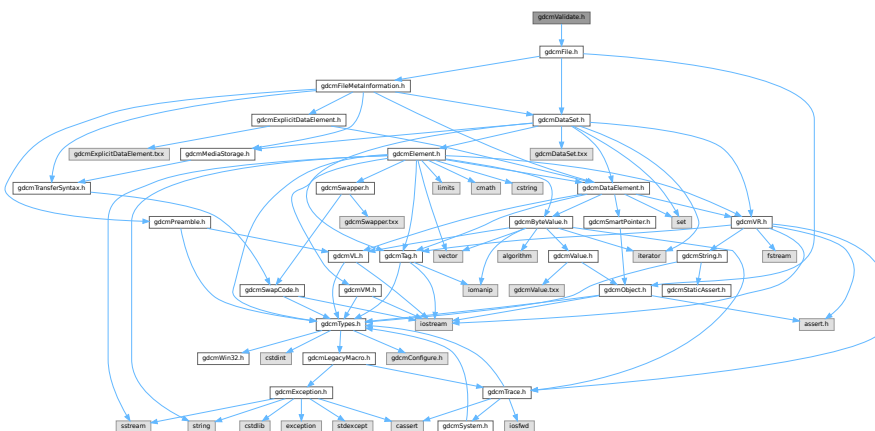 gdcmValidate.h
gdcmFile.h
gdcmFileMetaInformation.h
gdcmExplicitDataElement.h
gdcmDataSet.h
gdcmExplicitDataElement.txx
gdcmMediaStorage.h
gdcmElement.h
gdcmDataSet.txx
gdcmTransferSyntax.h
gdcmSwapper.h
limits
cmath
cstring
gdcmDataElement.h
gdcmPreamble.h
gdcmSwapper.txx
gdcmByteValue.h
gdcmSmartPointer.h
set
gdcmVR.h
gdcmVL.h
gdcmTag.h
vector
algorithm
gdcmValue.h
iterator
gdcmString.h
fstream
gdcmSwapCode.h
gdcmVM.h
iomanip
gdcmValue.txx
gdcmObject.h
gdcmStaticAssert.h
gdcmTypes.h
iostream
assert.h
gdcmWin32.h
cstdint
gdcmLegacyMacro.h
gdcmConfigure.h
gdcmException.h
gdcmTrace.h
sstream
string
cstdlib
exception
stdexcept
cassert
gdcmSystem.h
iosfwd